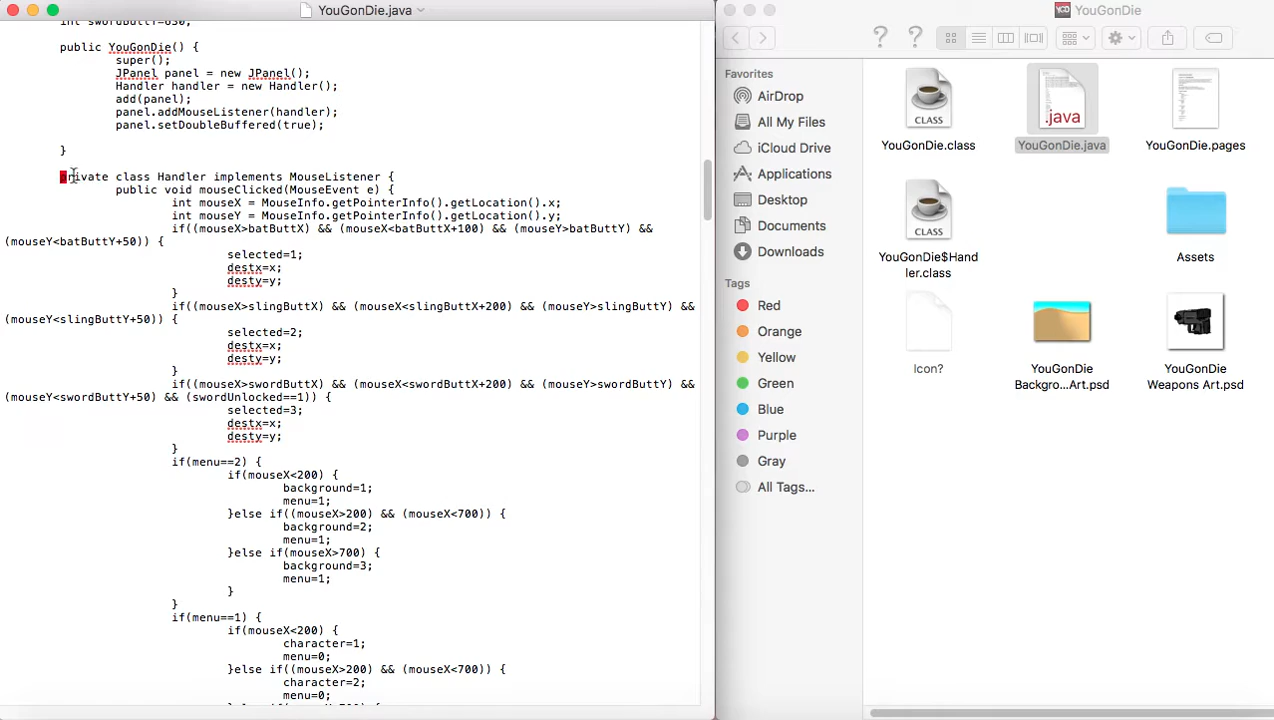 YouGonDie.java
public YouGonDie() {
super();
JPanel panel = new JPanel();
Handler handler = new Handler();
add(panel);
panel.addMouseListener(handler);
panel.setDoubleBuffered(true);
}
private class Handler implements MouseListener {
public void mouseClicked(MouseEvent e) {
int mouseX = MouseInfo.getPointerInfo().getLocation().x;
int mouseY = MouseInfo.getPointerInfo().getLocation().y;
if((mouseX>batButtX) && (mouseX<batButtX+100) && (mouseY>batButtY) &&
(mouseY<batButtY+50)) {
selected=1;
destx=x;
desty=y;
}
if((mouseX>slingButtX) && (mouseX<slingButtX+200) && (mouseY>slingButtY) &&
(mouseY<slingButtY+50)) {
selected=2;
destx=x;
desty=y;
}
if((mouseX>swordButtX) && (mouseX<swordButtX+200) && (mouseY>swordButtY) &&
(mouseY<swordButtY+50) && (swordUnlocked==1)) {
selected=3;
destx=x;
desty=y;
}
if(menu==2) {
if(mouseX<200) {
background=1;
menu=1;
}else if((mouseX>200) && (mouseX<700)) {
background=2;
menu=1;
}else if(mouseX>700) {
background=3;
menu=1;
}
}
if(menu==1) {
if(mouseX<200) {
character=1;
menu=0;
}else if((mouseX>200) && (mouseX<700)) {
character=2;
menu=0;
YouGonDie
Favorites
AirDrop
All My Files
iCloud Drive
Applications
Desktop
Documents
Downloads
Tags
Red
Orange
Yellow
Green
Blue
Purple
Gray
All Tags...
CLASS
YouGonDie.class
.java
YouGonDie.java
YouGonDie.pages
CLASS
YouGonDie$Hand
ler.class
Assets
Icon?
YouGonDie
Backgro...Art.psd
YouGonDie
Weapons Art.psd